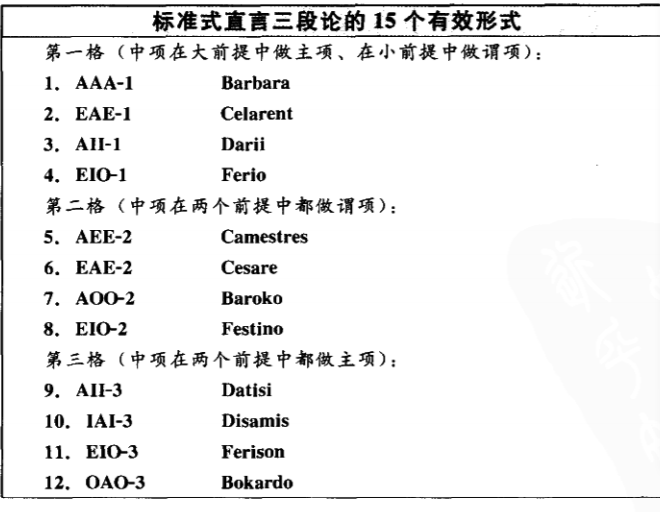 标准式直言三段论的 15 个有效形式
第一格（中项在大前提中做主项、在小前提中做谓项）：
1. AAA-1 Barbara
2. EAE-1 Celarent
3. AII-1 Darii
4. EIO-1 Ferio
第二格（中项在两个前提中都做谓项）：
5. AEE-2 Camestres
6. EAE-2 Cesare
7. AOO-2 Baroko
8. EIO-2 Festino
第三格（中项在两个前提中都做主项）：
9. AII-3 Datisi
10. IAI-3 Disamis
11. EIO-3 Ferison
12. OAO-3 Bokardo